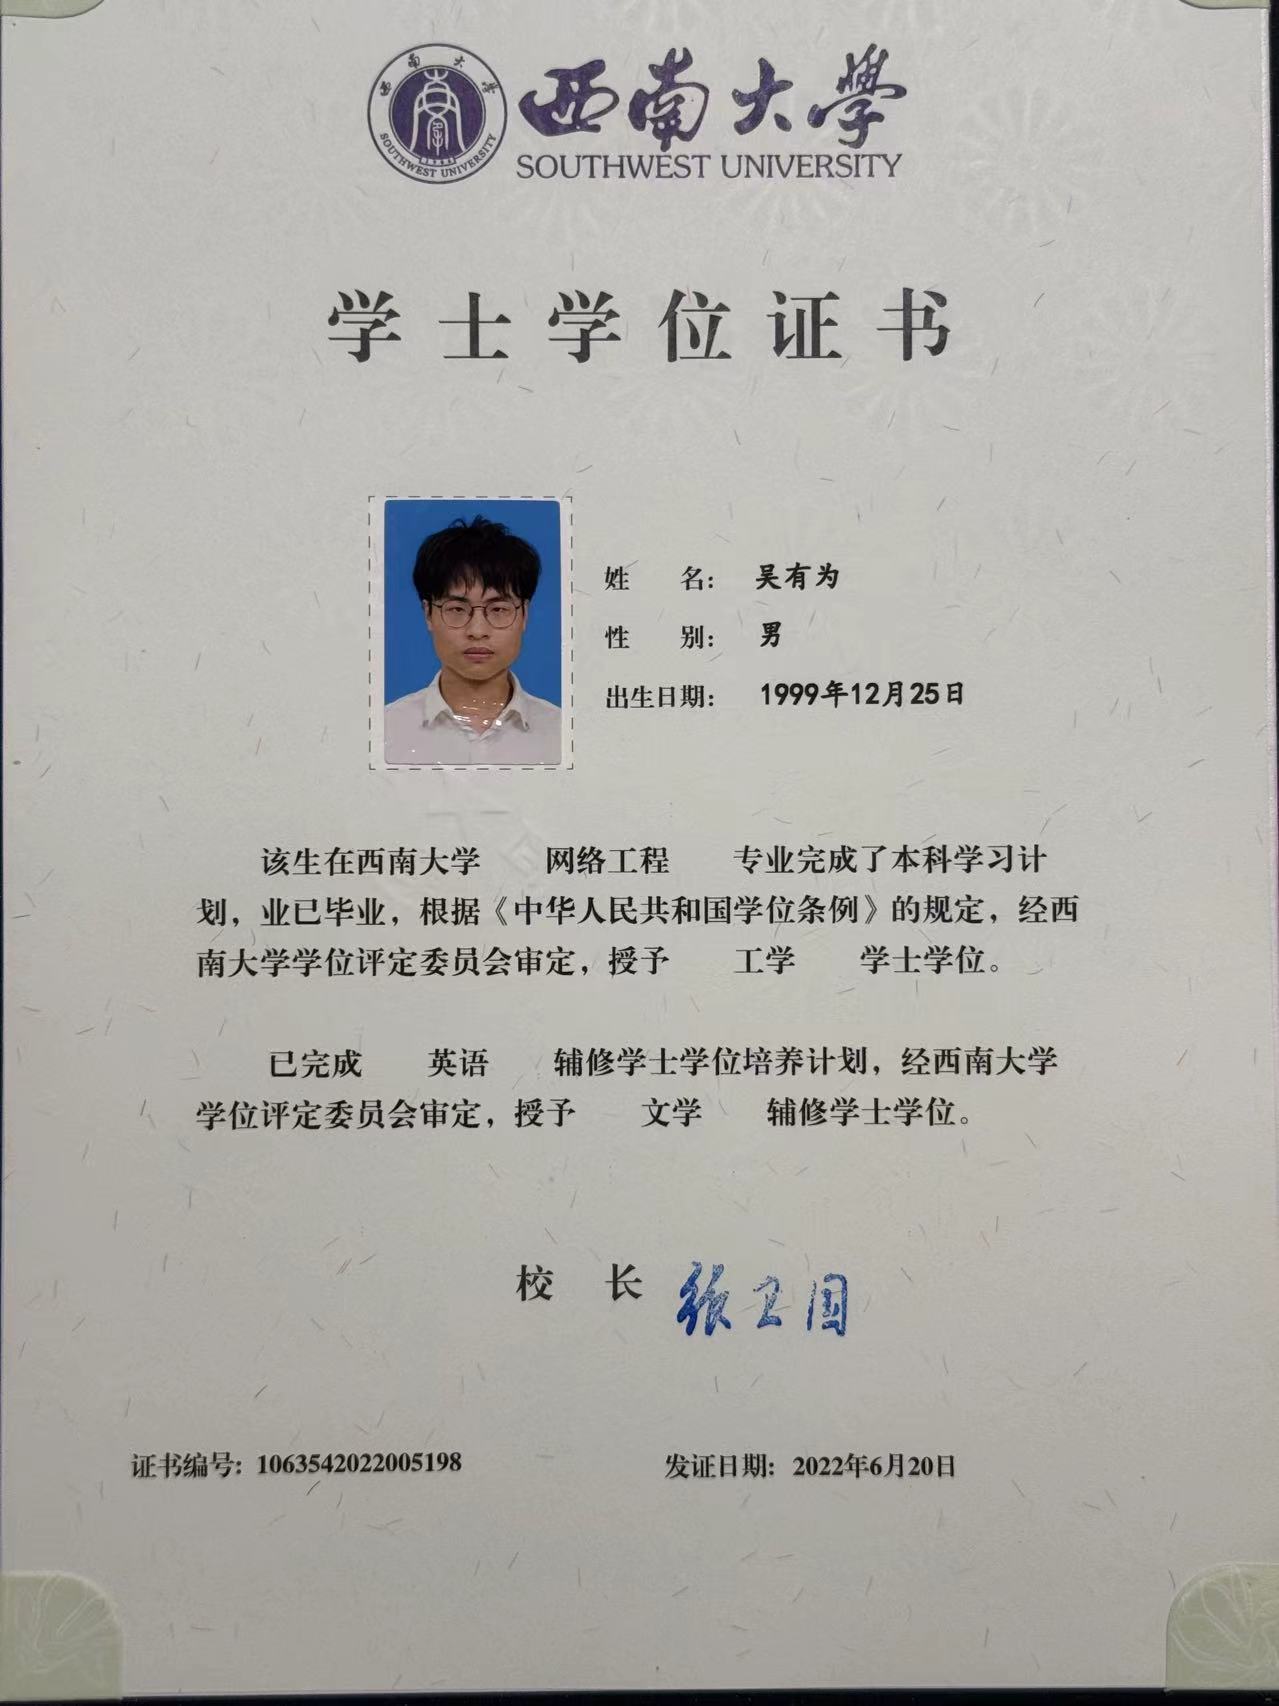 西南大学
SOUTHWEST UNIVERSITY
西南大学
SOUTHWEST UNIVERSITY
学士学位证书
姓 名： 吴有为
性 别： 男
出生日期： 1999年12月25日
该生在西南大学 网络工程 专业完成了本科学习计
划，业已毕业，根据《中华人民共和国学位条例》的规定，经西
南大学学位评定委员会审定，授予 工学 学士学位。
已完成 英语 辅修学士学位培养计划，经西南大学
学位评定委员会审定，授予 文学 辅修学士学位。
校 长 张卫国
证书编号：1063542022005198 发证日期：2022年6月20日